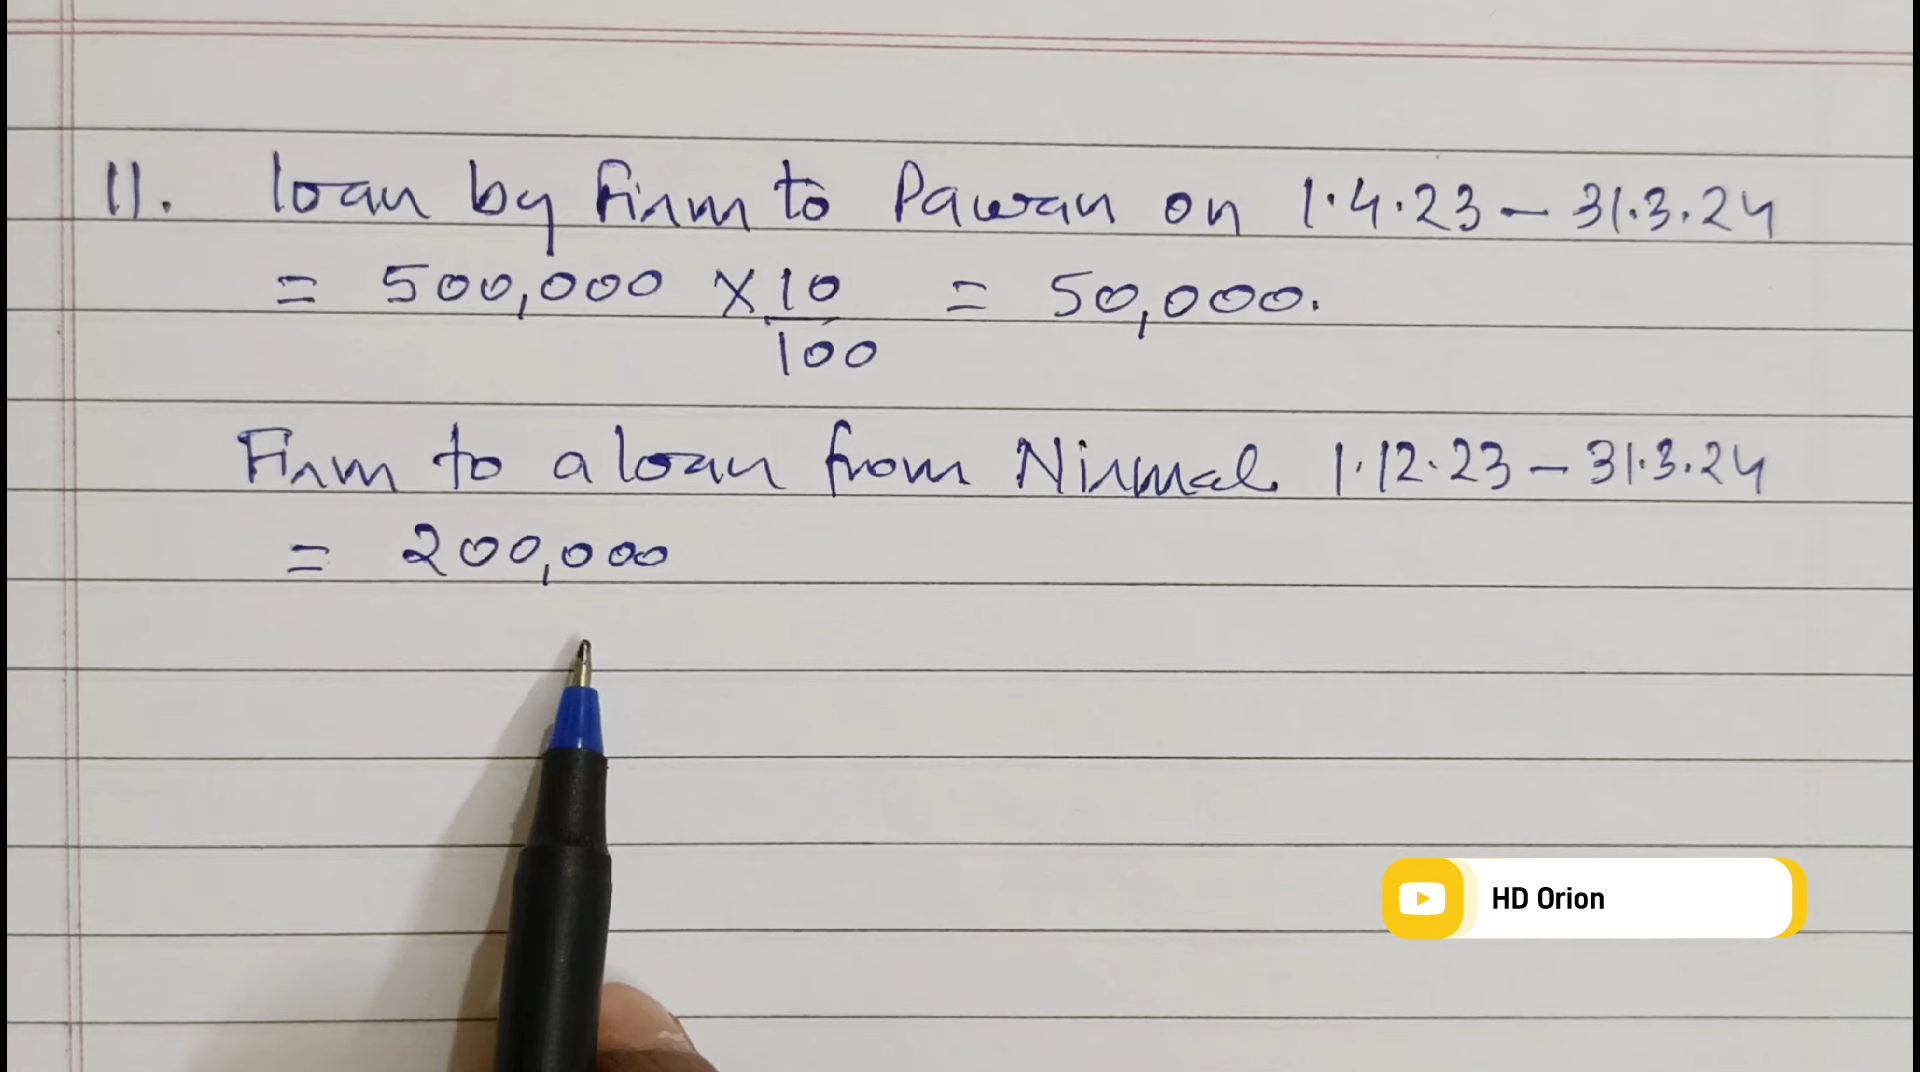 11. loan by Firm to Pawan on 1.4.23 - 31.3.24
= 500,000 × 10/100 = 50,000.
Firm to a loan from Nirmal 1.12.23 - 31.3.24
= 200,000
HD Orion